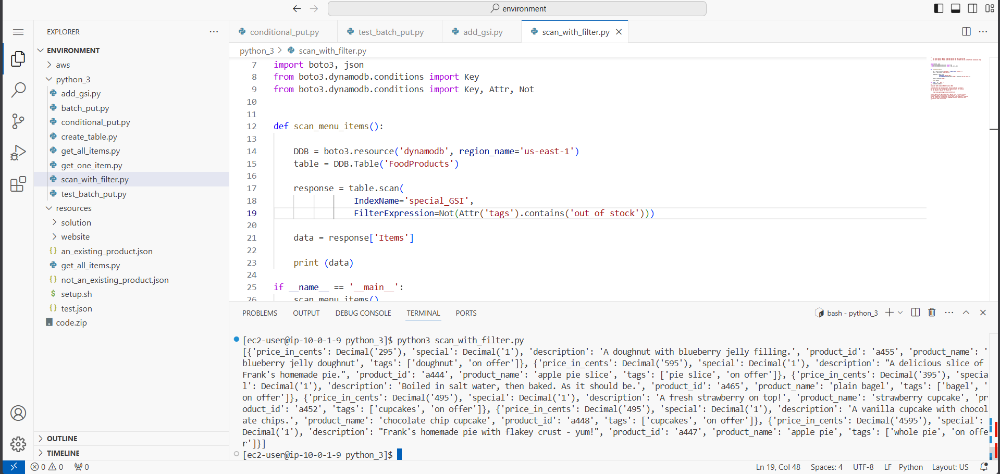 environment
EXPLORER
ENVIRONMENT
aws
python_3
add_gsi.py
batch_put.py
conditional_put.py
create_table.py
get_all_items.py
get_one_item.py
scan_with_filter.py
test_batch_put.py
resources
solution
website
an_existing_product.json
get_all_items.py
not_an_existing_product.json
setup.sh
test.json
code.zip
OUTLINE
TIMELINE
conditional_put.py
test_batch_put.py
add_gsi.py
scan_with_filter.py
python_3 > scan_with_filter.py
7 import boto3, json
8 from boto3.dynamodb.conditions import Key
9 from boto3.dynamodb.conditions import Key, Attr, Not
10
11
12 def scan_menu_items():
13
14 DDB = boto3.resource('dynamodb', region_name='us-east-1')
15 table = DDB.Table('FoodProducts')
16
17 response = table.scan(
18 IndexName='special_GSI',
19 FilterExpression=Not(Attr('tags').contains('out of stock')))
20
21 data = response['Items']
22
23 print (data)
24
25 if __name__ == '__main__':
26 scan_menu_items()
PROBLEMS OUTPUT DEBUG CONSOLE TERMINAL PORTS
bash - python_3
[ec2-user@ip-10-0-1-9 python_3]$ python3 scan_with_filter.py
[{'price_in_cents': Decimal('295'), 'special': Decimal('1'), 'description': 'A doughnut with blueberry jelly filling.', 'product_id': 'a455', 'product_name': '
blueberry jelly doughnut', 'tags': ['doughnut', 'on offer']}, {'price_in_cents': Decimal('595'), 'special': Decimal('1'), 'description': "A delicious slice of
Frank's homemade pie.", 'product_id': 'a444', 'product_name': 'apple pie slice', 'tags': ['pie slice', 'on offer']}, {'price_in_cents': Decimal('395'), 'specia
l': Decimal('1'), 'description': 'Boiled in salt water, then baked. As it should be.', 'product_id': 'a465', 'product_name': 'plain bagel', 'tags': ['bagel', '
on offer']}, {'price_in_cents': Decimal('495'), 'special': Decimal('1'), 'description': 'A fresh strawberry on top!', 'product_name': 'strawberry cupcake', 'pr
oduct_id': 'a452', 'tags': ['cupcakes', 'on offer']}, {'price_in_cents': Decimal('495'), 'special': Decimal('1'), 'description': 'A vanilla cupcake with chocol
ate chips.', 'product_name': 'chocolate chip cupcake', 'product_id': 'a448', 'tags': ['cupcakes', 'on offer']}, {'price_in_cents': Decimal('4595'), 'special':
Decimal('1'), 'description': "Frank's homemade pie with flakey crust - yum!", 'product_id': 'a447', 'product_name': 'apple pie', 'tags': ['whole pie', 'on offe
r']}]
[ec2-user@ip-10-0-1-9 python_3]$
0 0 0
Ln 19, Col 48 Spaces: 4 UTF-8 LF Python Layout: US